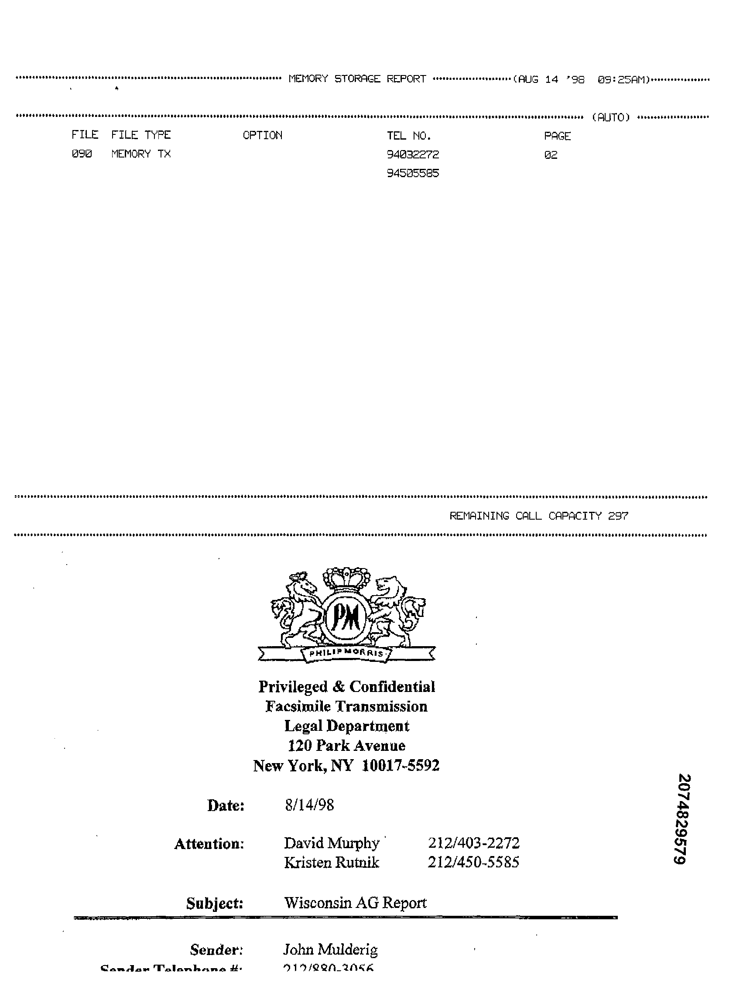 MEMORY STORAGE REPORT (AUG 14 '98 09:25AM)
(AUTO)
FILE FILE TYPE OPTION TEL NO. PAGE
090 MEMORY TX 94032272 02
94505585
REMAINING CALL CAPACITY 297
PM
PHILIP MORRIS
Privileged & Confidential
Facsimile Transmission
Legal Department
120 Park Avenue
New York, NY 10017-5592
Date: 8/14/98
Attention: David Murphy 212/403-2272
Kristen Rutnik 212/450-5585
Subject: Wisconsin AG Report
Sender: John Mulderig
Sender Telephone #: 212/880-3056
2074829579